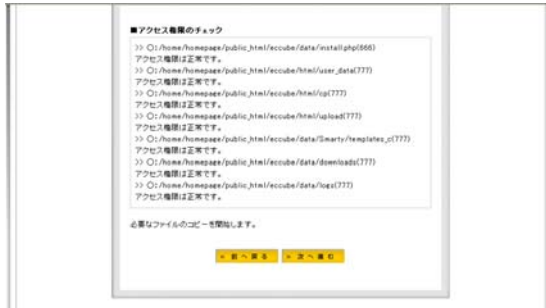 ■アクセス権限のチェック
>> ○:/home/homepage/public_html/eccube/data/install.php(666)
アクセス権限は正常です。
>> ○:/home/homepage/public_html/eccube/html/user_data(777)
アクセス権限は正常です。
>> ○:/home/homepage/public_html/eccube/html/cp(777)
アクセス権限は正常です。
>> ○:/home/homepage/public_html/eccube/html/upload(777)
アクセス権限は正常です。
>> ○:/home/homepage/public_html/eccube/data/Smarty/templates_c(777)
アクセス権限は正常です。
>> ○:/home/homepage/public_html/eccube/data/downloads(777)
アクセス権限は正常です。
>> ○:/home/homepage/public_html/eccube/data/logs(777)
アクセス権限は正常です。
必要なファイルのコピーを開始します。
前へ戻る 次へ進む